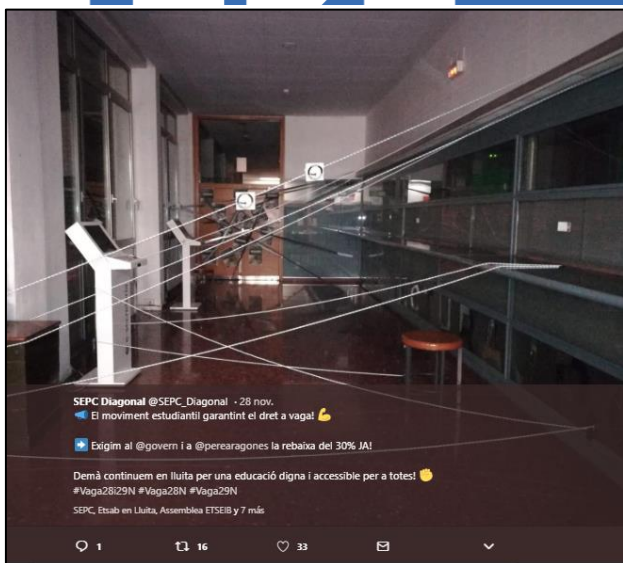 SEPC Diagonal @SEPC_Diagonal · 28 nov.
📢 El moviment estudiantil garantint el dret a vaga! 💪
➡️ Exigim al @govern i a @perearagones la rebaixa del 30% JA!
Demà continuem en lluita per una educació digna i accessible per a totes! ✊
#Vaga28i29N #Vaga28N #Vaga29N
SEPC, Etsab en Lluita, Assemblea ETSEIB y 7 más
1 16 33